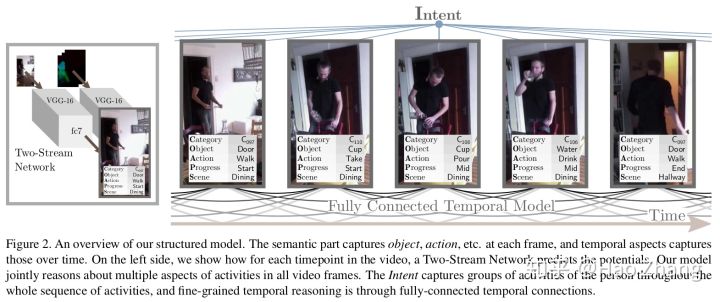 Intent
VGG-16
VGG-16
fc7
Two-Stream
Network
Category
Object Door
Action Walk
Progress Start
Scene Dining
Category C097
Object Door
Action Walk
Progress Start
Scene Dining
Category C110
Object Cup
Action Take
Progress Start
Scene Dining
Category
Object Cup
Action Pour
Progress Mid
Scene Dining
Category
Object Water
Action Drink
Progress Mid
Scene Dining
Category C097
Object Door
Action Walk
Progress End
Scene Hallway
Fully Connected Temporal Model
Time
Figure 2. An overview of our structured model. The semantic part captures object, action, etc. at each frame, and temporal aspects captures
those over time. On the left side, we show how for each timepoint in the video, a Two-Stream Network predicts the potentials. Our model
jointly reasons about multiple aspects of activities in all video frames. The Intent captures groups of activities of the person throughout the
whole sequence of activities, and fine-grained temporal reasoning is through fully-connected temporal connections.
知乎 @Hao Zhang